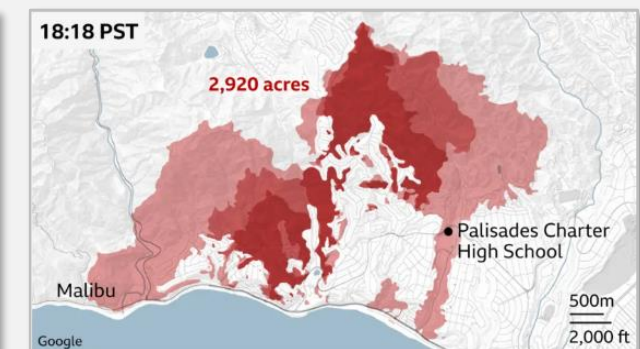 18:18 PST
2,920 acres
Palisades Charter
High School
Malibu
500m
2,000 ft
Google